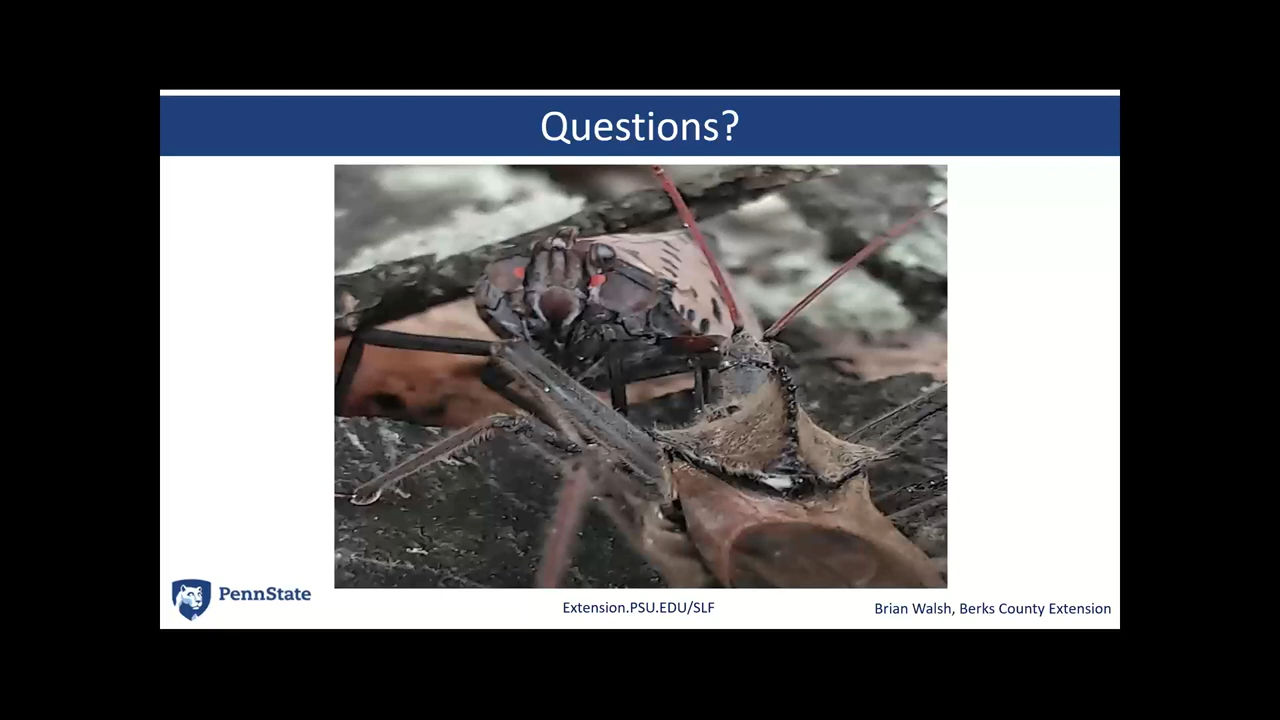 Questions?
PennState
Extension.PSU.EDU/SLF
Brian Walsh, Berks County Extension